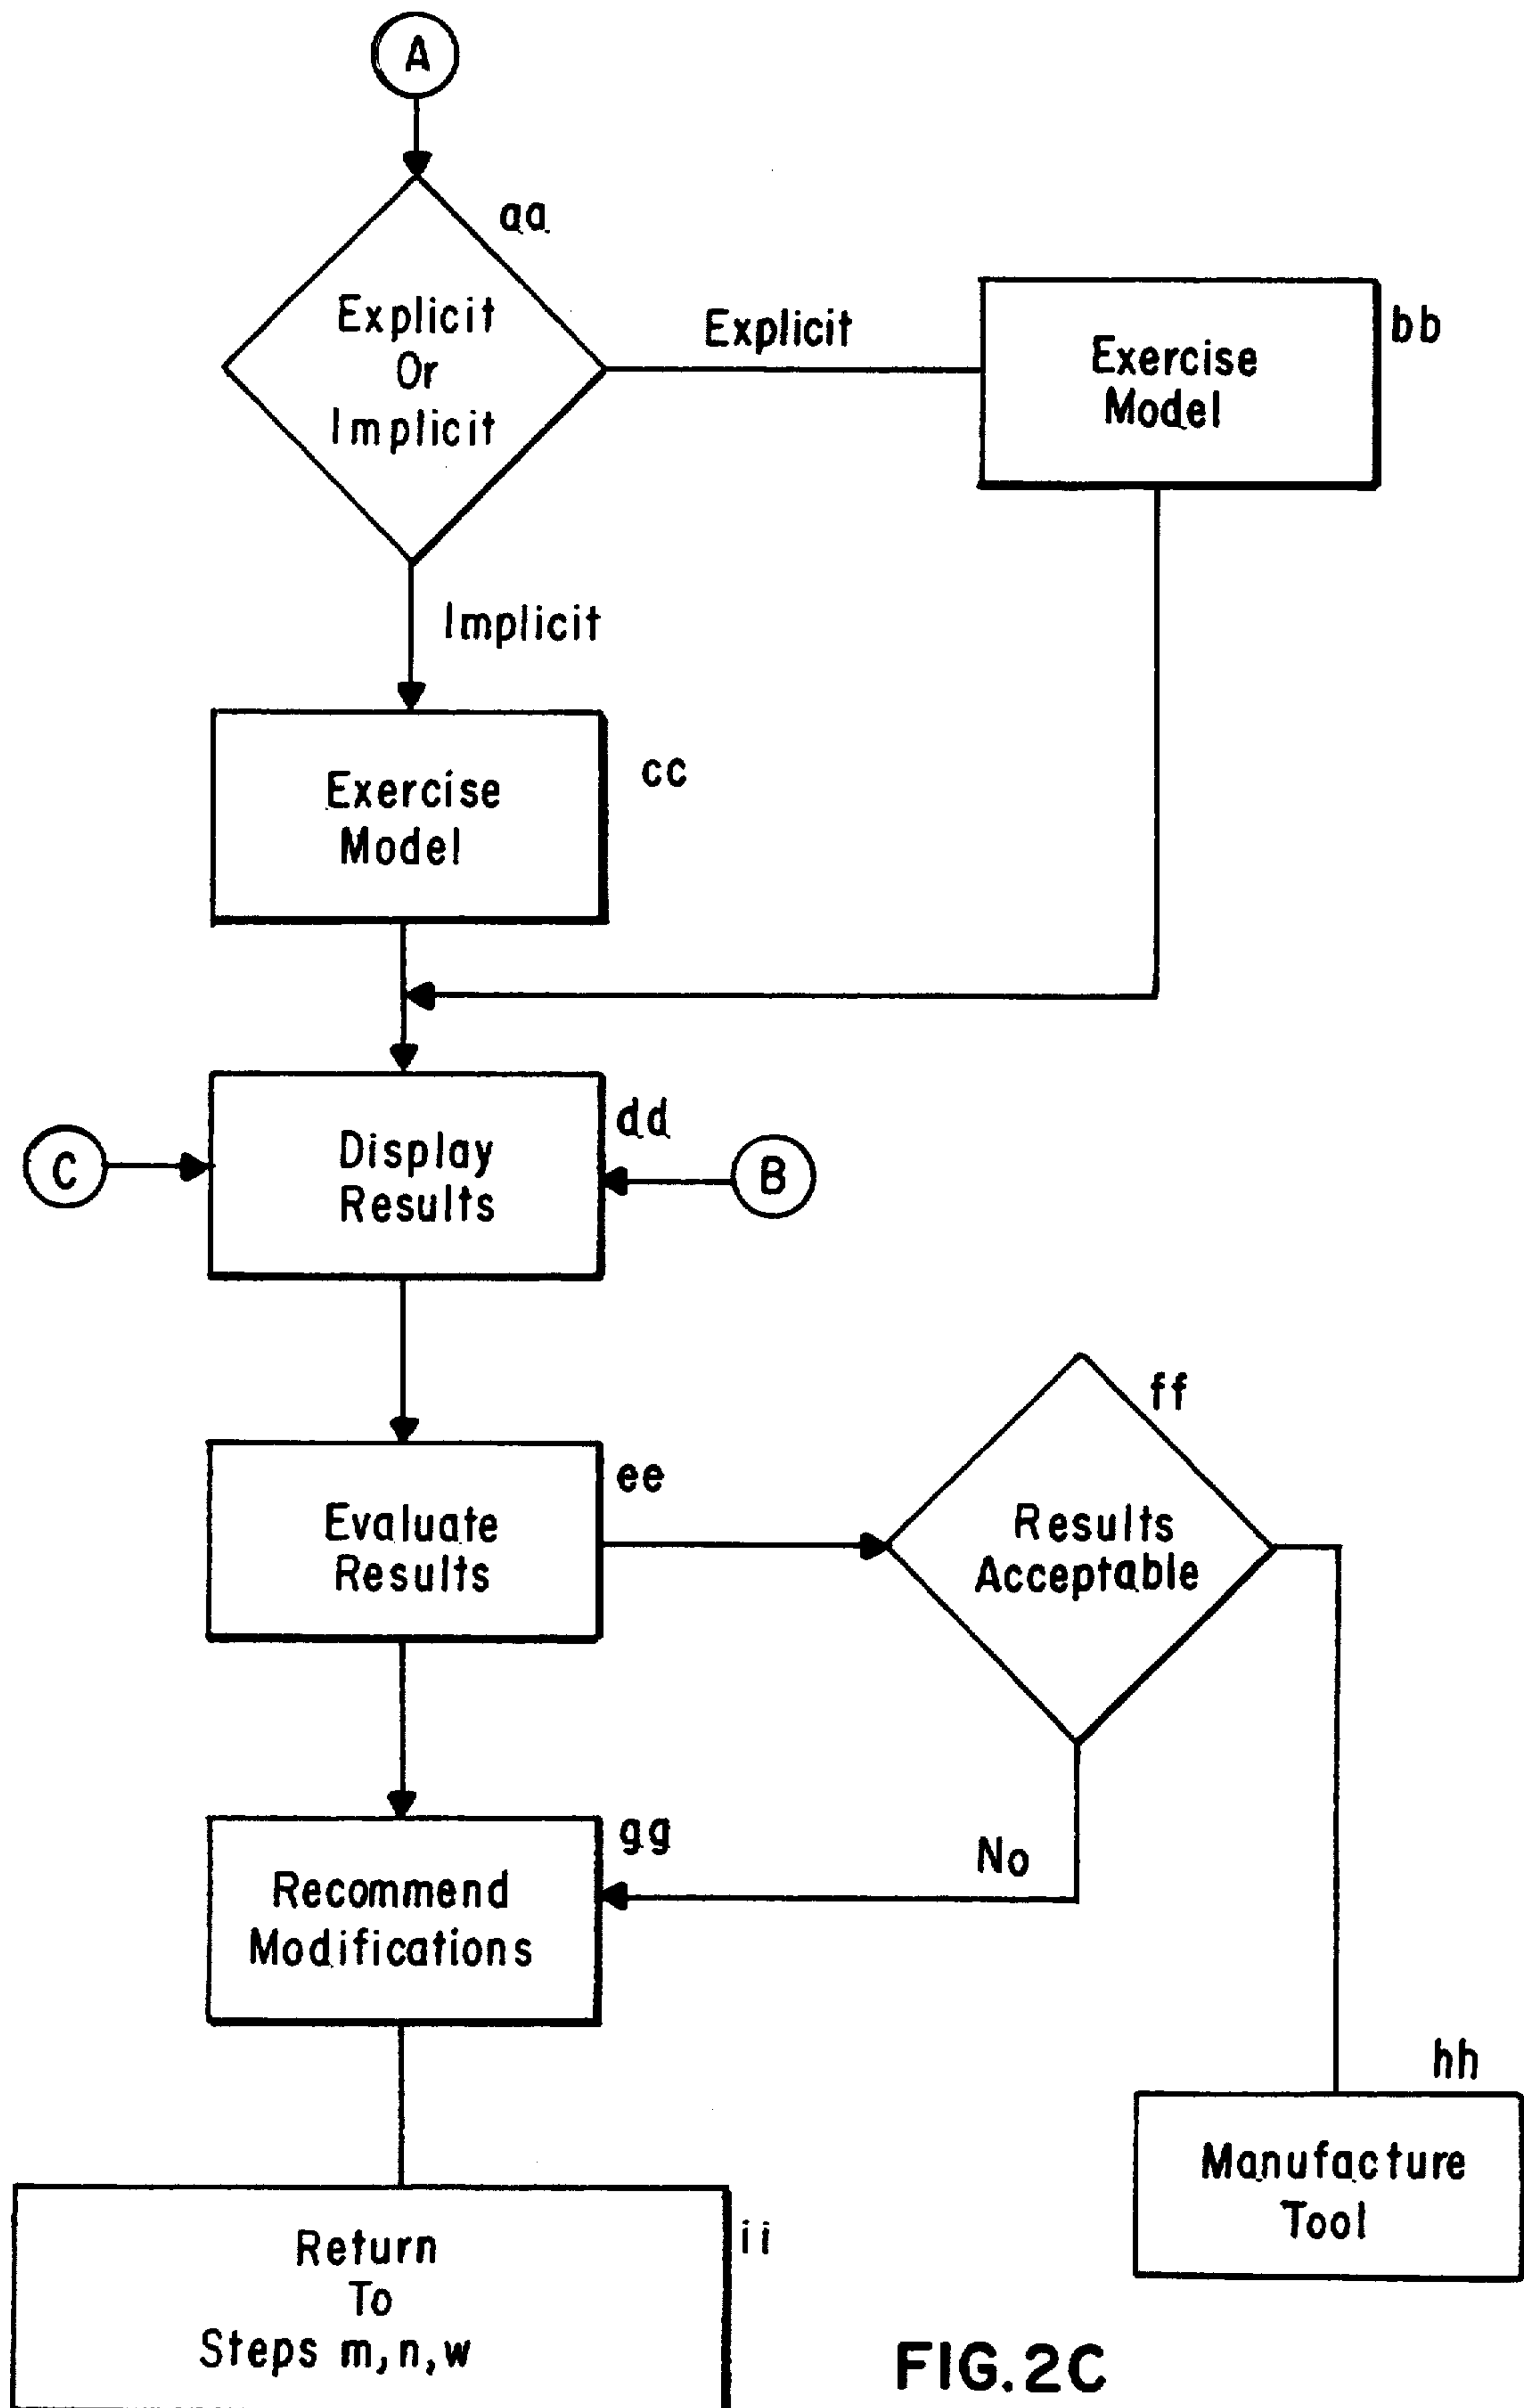 A
aa
Explicit
Or
Implicit
Explicit
bb
Exercise
Model
Implicit
cc
Exercise
Model
dd
C
Display
Results
B
ff
ee
Evaluate
Results
Results
Acceptable
gg
No
Recommend
Modifications
hh
Manufacture
Tool
ii
Return
To
Steps m,n,w
FIG.2C